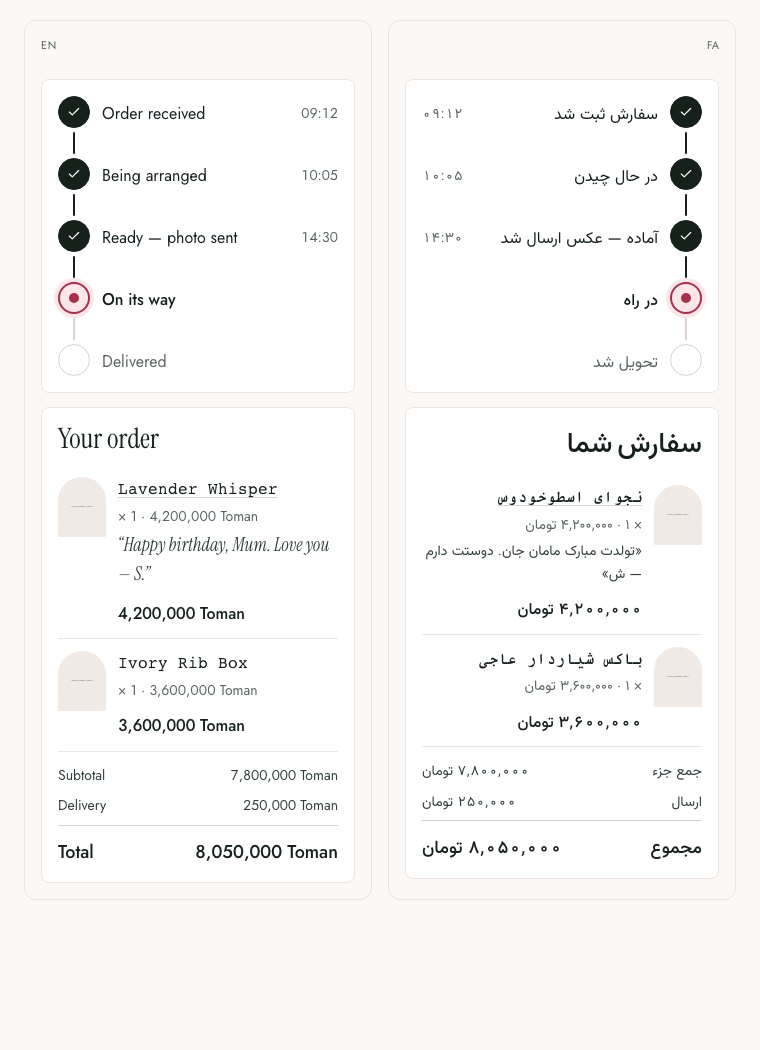 EN
Order received 09:12
Being arranged 10:05
Ready — photo sent 14:30
On its way
Delivered
Your order
Lavender Whisper
× 1 · 4,200,000 Toman
“Happy birthday, Mum. Love you
— S.”
4,200,000 Toman
Ivory Rib Box
× 1 · 3,600,000 Toman
3,600,000 Toman
Subtotal 7,800,000 Toman
Delivery 250,000 Toman
Total 8,050,000 Toman
FA
سفارش ثبت شد ۰۹:۱۲
در حال چیدن ۱۰:۰۵
آماده — عکس ارسال شد ۱۴:۳۰
در راه
تحویل شد
سفارش شما
نجوای اسطوخودوس
× ۱ · ۴٬۲۰۰٬۰۰۰ تومان
«تولدت مبارک مامان جان. دوستت دارم
— ش»
۴٬۲۰۰٬۰۰۰ تومان
باکس شیاردار عاجی
× ۱ · ۳٬۶۰۰٬۰۰۰ تومان
۳٬۶۰۰٬۰۰۰ تومان
جمع جزء ۷٬۸۰۰٬۰۰۰ تومان
ارسال ۲۵۰٬۰۰۰ تومان
مجموع ۸٬۰۵۰٬۰۰۰ تومان